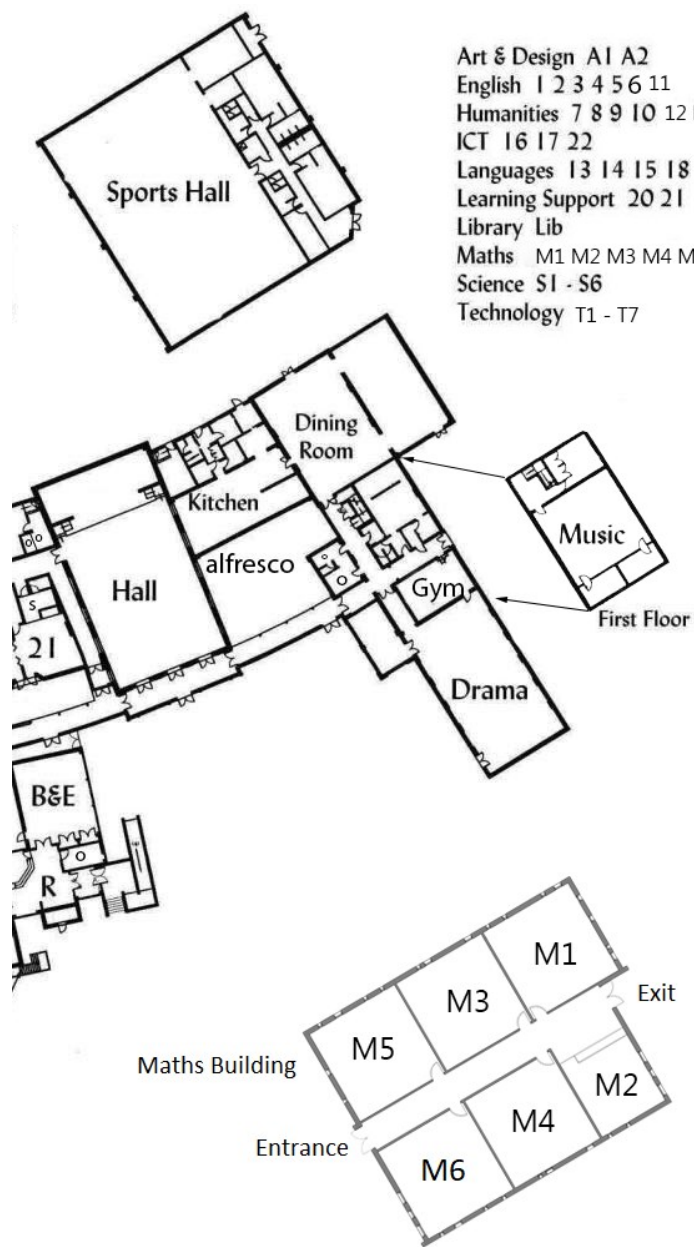 Art & Design A1 A2
English 1 2 3 4 5 6 11
Humanities 7 8 9 10 12
ICT 16 17 22
Languages 13 14 15 18
Learning Support 20 21
Library Lib
Maths M1 M2 M3 M4
Science S1 - S6
Technology T1 - T7
Sports Hall
Dining
Room
Kitchen
Music
alfresco
Hall
Gym
S
21
First Floor
Drama
B&E
R
M1
Exit
M3
M5
Maths Building
M2
M4
Entrance
M6